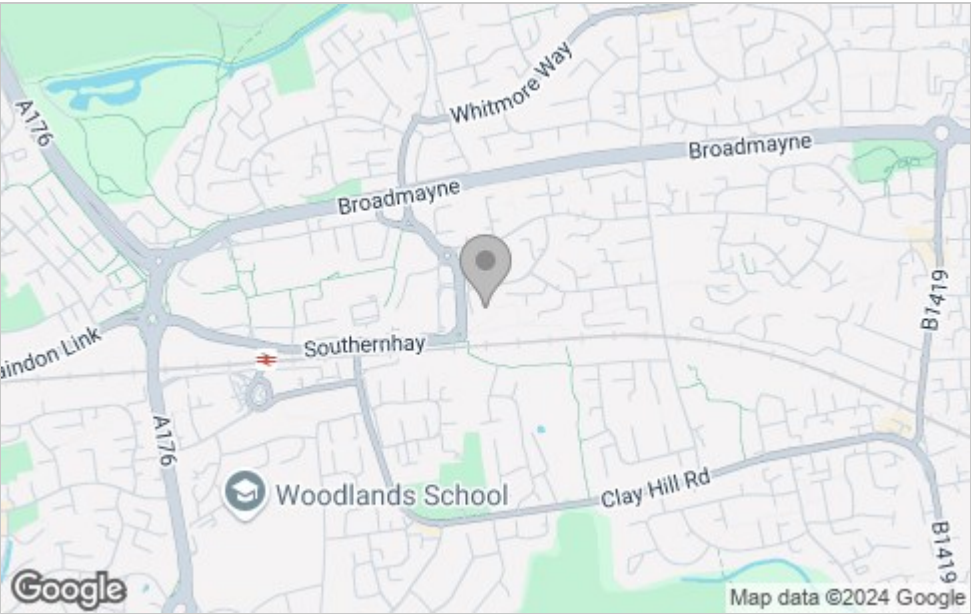 Whitmore Way
A176
Broadmayne
Broadmayne
B1419
aindon Link
Southernhay
A176
Woodlands School
Clay Hill Rd
B1419
Google
Map data ©2024 Google